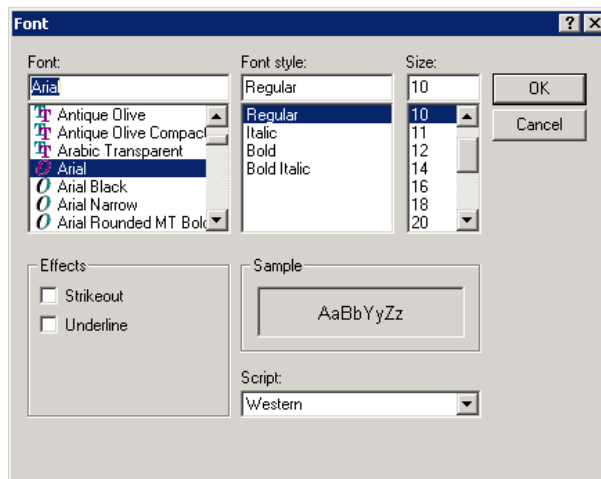 Font
Font:
Font style:
Size:
Arial
Regular
10
OK
Cancel
Antique Olive
Antique Olive Compact
Arabic Transparent
Arial
Arial Black
Arial Narrow
Arial Rounded MT Bold
Regular
Italic
Bold
Bold Italic
10
11
12
14
16
18
20
Effects
Strikeout
Underline
Sample
AaBbYyZz
Script:
Western